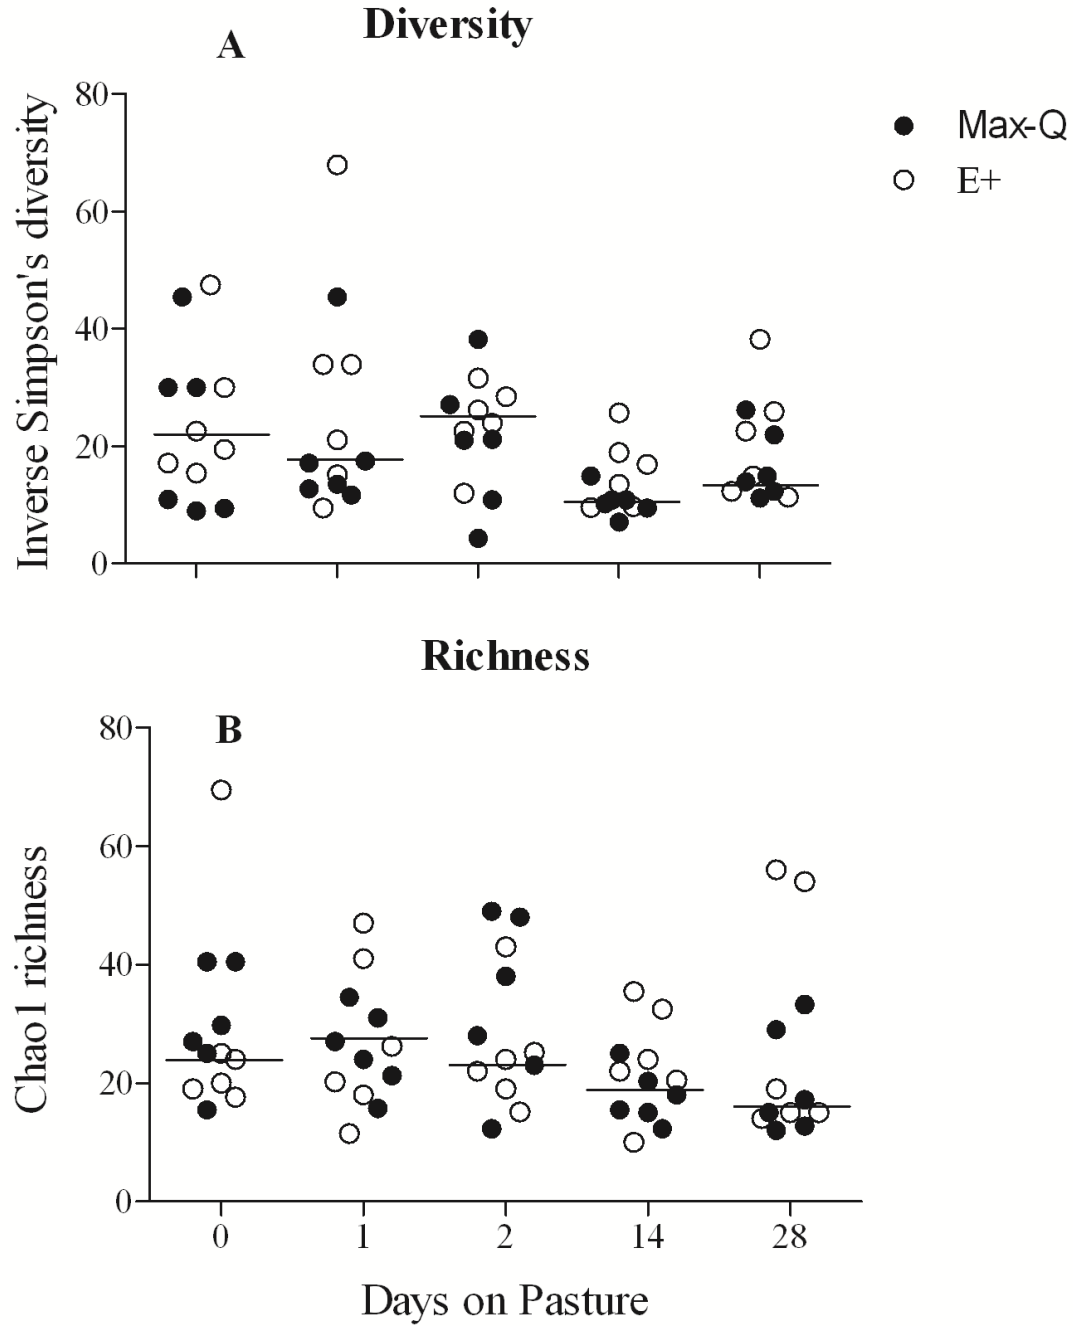 Diversity
A
Inverse Simpson's diversity
80
60
40
20
0
Max-Q
E+
Richness
B
Chao1 richness
80
60
40
20
0
0 1 2 14 28
Days on Pasture